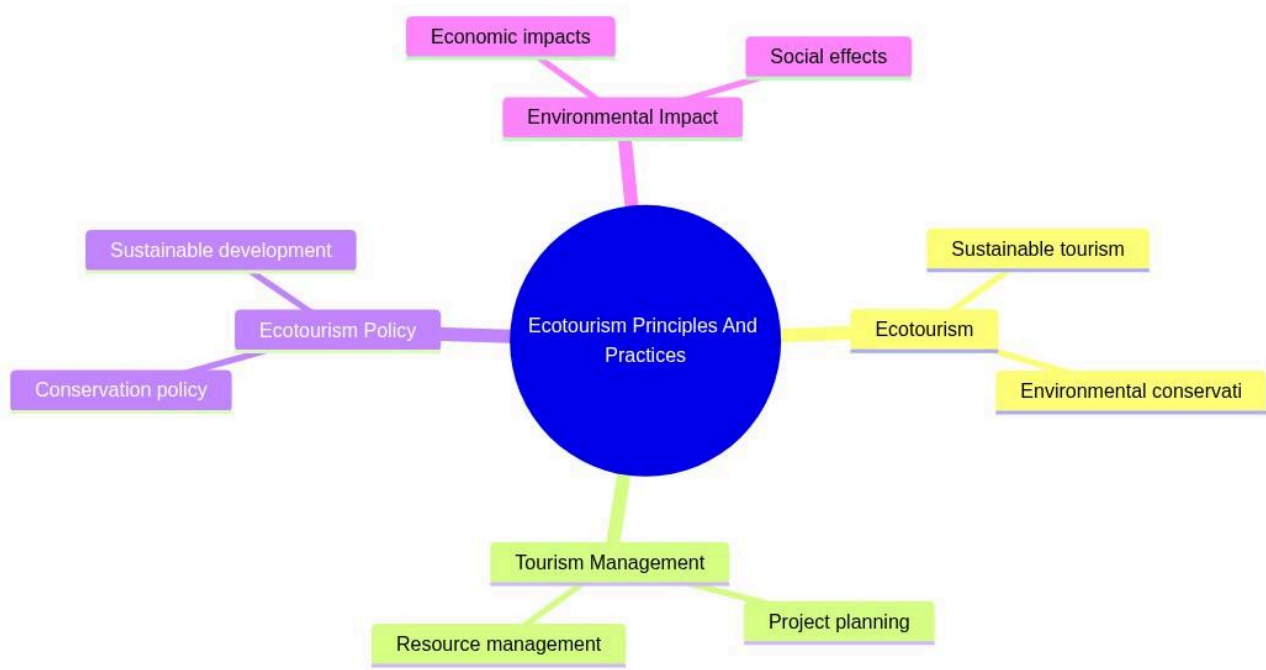 Economic impacts
Social effects
Environmental Impact
Sustainable development
Sustainable tourism
Ecotourism Policy
Ecotourism Principles And
Practices
Ecotourism
Conservation policy
Environmental conservati
Tourism Management
Project planning
Resource management